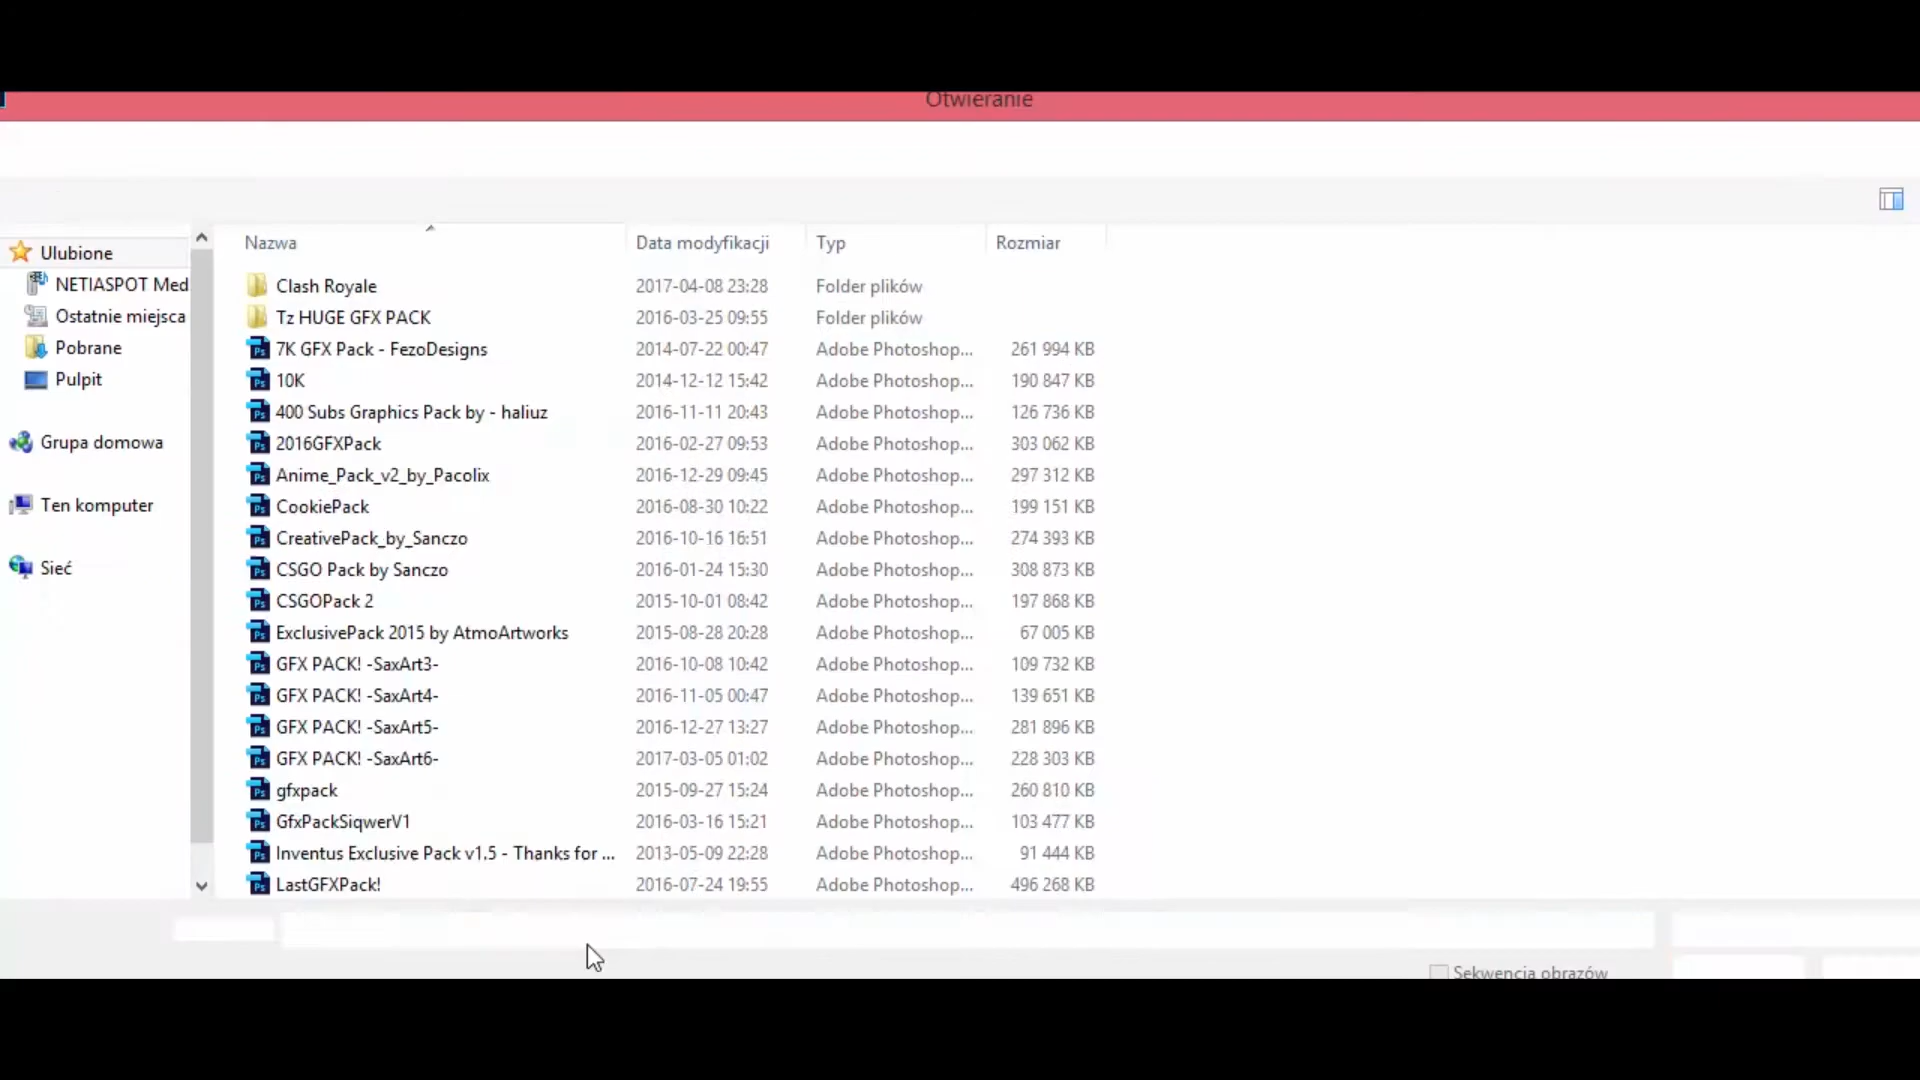 Otwieranie
Nazwa Data modyfikacji Typ Rozmiar
Ulubione
NETIASPOT Med
Ostatnie miejsca
Pobrane
Pulpit
Grupa domowa
Ten komputer
Sieć
Clash Royale 2017-04-08 23:28 Folder plików
Tz HUGE GFX PACK 2016-03-25 09:55 Folder plików
7K GFX Pack - FezoDesigns 2014-07-22 00:47 Adobe Photoshop... 261 994 KB
10K 2014-12-12 15:42 Adobe Photoshop... 190 847 KB
400 Subs Graphics Pack by - haliuz 2016-11-11 20:43 Adobe Photoshop... 126 736 KB
2016GFXPack 2016-02-27 09:53 Adobe Photoshop... 303 062 KB
Anime_Pack_v2_by_Pacolix 2016-12-29 09:45 Adobe Photoshop... 297 312 KB
CookiePack 2016-08-30 10:22 Adobe Photoshop... 199 151 KB
CreativePack_by_Sanczo 2016-10-16 16:51 Adobe Photoshop... 274 393 KB
CSGO Pack by Sanczo 2016-01-24 15:30 Adobe Photoshop... 308 873 KB
CSGOPack 2 2015-10-01 08:42 Adobe Photoshop... 197 868 KB
ExclusivePack 2015 by AtmoArtworks 2015-08-28 20:28 Adobe Photoshop... 67 005 KB
GFX PACK! -SaxArt3- 2016-10-08 10:42 Adobe Photoshop... 109 732 KB
GFX PACK! -SaxArt4- 2016-11-05 00:47 Adobe Photoshop... 139 651 KB
GFX PACK! -SaxArt5- 2016-12-27 13:27 Adobe Photoshop... 281 896 KB
GFX PACK! -SaxArt6- 2017-03-05 01:02 Adobe Photoshop... 228 303 KB
gfxpack 2015-09-27 15:24 Adobe Photoshop... 260 810 KB
GfxPackSiqwerV1 2016-03-16 15:21 Adobe Photoshop... 103 477 KB
Inventus Exclusive Pack v1.5 - Thanks for ... 2013-05-09 22:28 Adobe Photoshop... 91 444 KB
LastGFXPack! 2016-07-24 19:55 Adobe Photoshop... 496 268 KB
Sekwencja obrazów